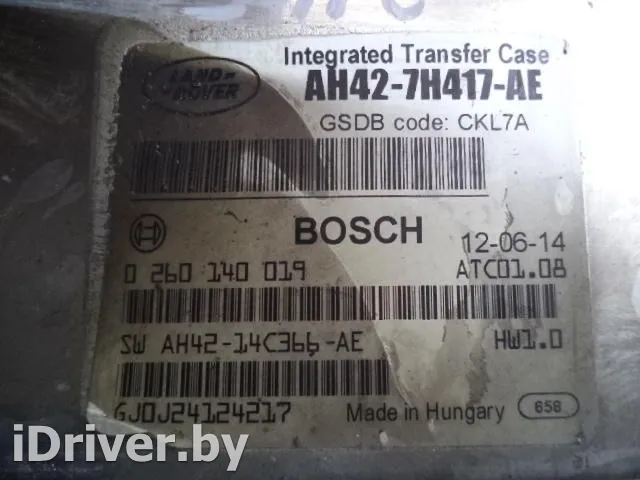 Integrated Transfer Case
LAND ROVER
AH42-7H417-AE
GSDB code: CKL7A
BOSCH
12-06-14
0 260 140 019
ATC01.08
SW AH42-14C366-AE
HW1.0
GJ0J24124217
Made in Hungary
658
iDriver.by